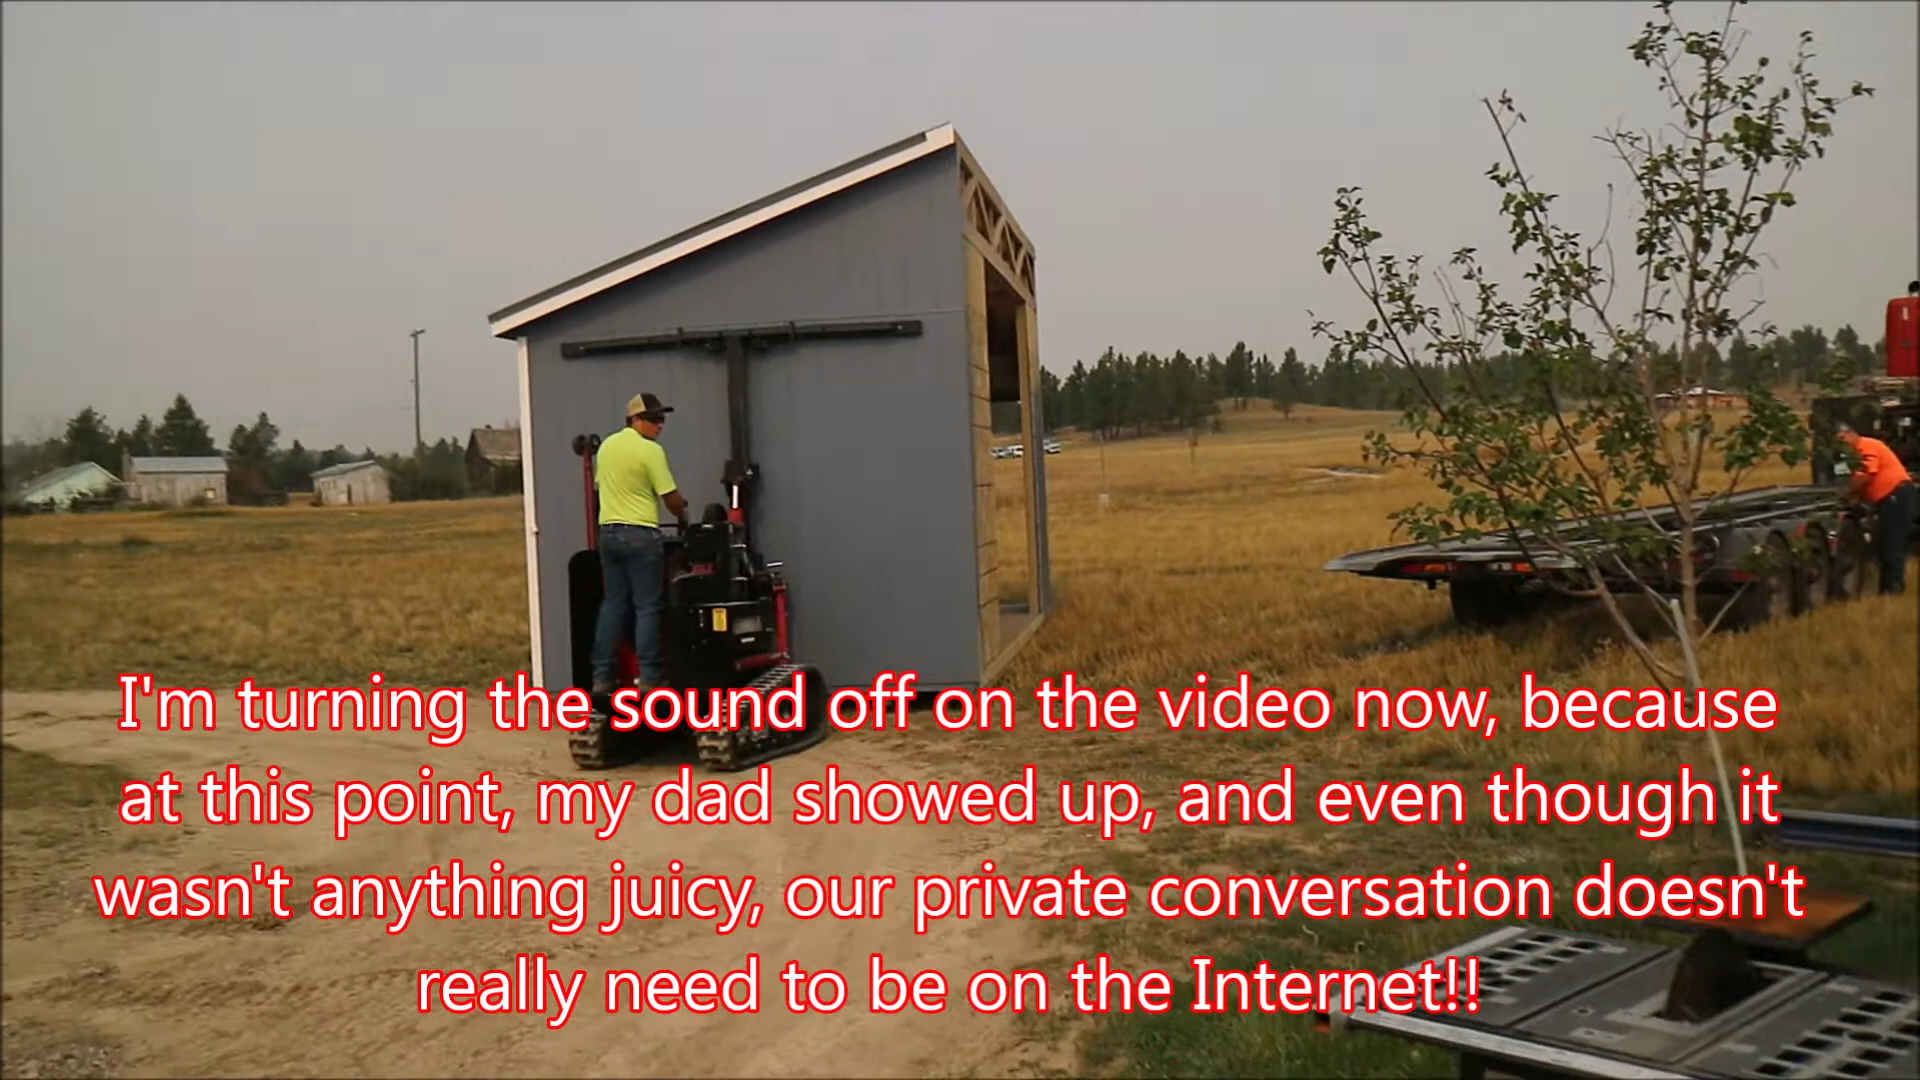 I'm turning the sound off on the video now, because
at this point, my dad showed up, and even though it
wasn't anything juicy, our private conversation doesn't
really need to be on the Internet!!